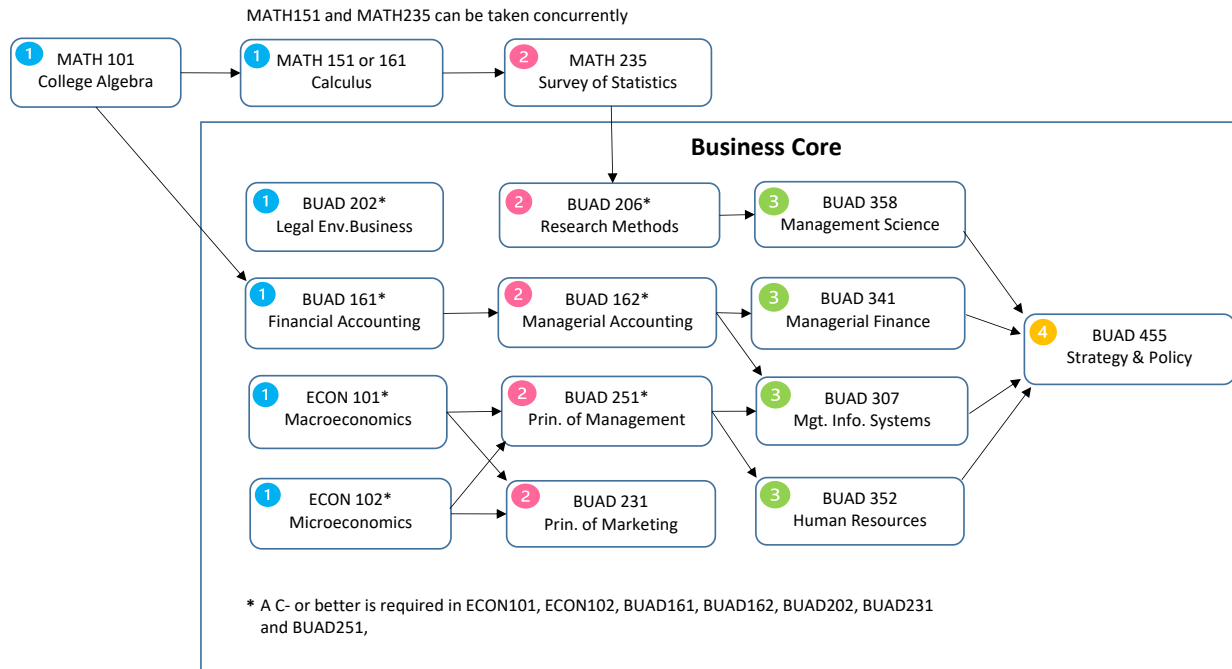 MATH151 and MATH235 can be taken concurrently
1
MATH 101
College Algebra
1
MATH 151 or 161
Calculus
2
MATH 235
Survey of Statistics
Business Core
1
BUAD 202*
Legal Env.Business
2
BUAD 206*
Research Methods
3
BUAD 358
Management Science
1
BUAD 161*
Financial Accounting
2
BUAD 162*
Managerial Accounting
3
BUAD 341
Managerial Finance
4
BUAD 455
Strategy & Policy
1
ECON 101*
Macroeconomics
2
BUAD 251*
Prin. of Management
3
BUAD 307
Mgt. Info. Systems
1
ECON 102*
Microeconomics
2
BUAD 231
Prin. of Marketing
3
BUAD 352
Human Resources
* A C- or better is required in ECON101, ECON102, BUAD161, BUAD162, BUAD202, BUAD231
and BUAD251,